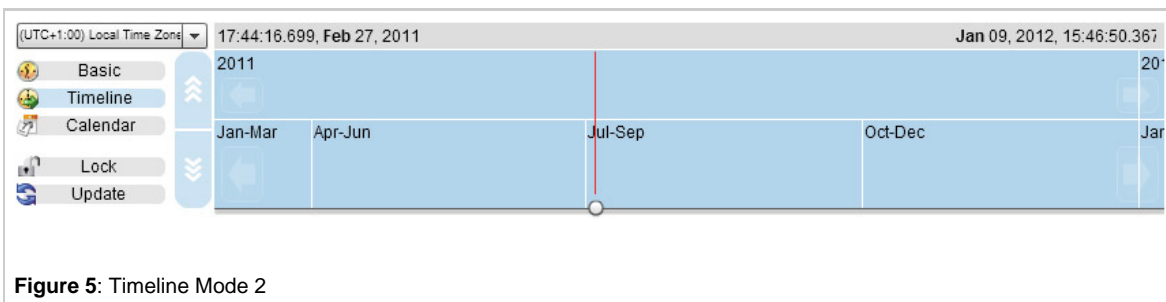 (UTC+1:00) Local Time Zone
17:44:16.699, Feb 27, 2011
Jan 09, 2012, 15:46:50.367
Basic
Timeline
Calendar
Lock
Update
2011
201
Jan-Mar
Apr-Jun
Jul-Sep
Oct-Dec
Jar
Figure 5: Timeline Mode 2